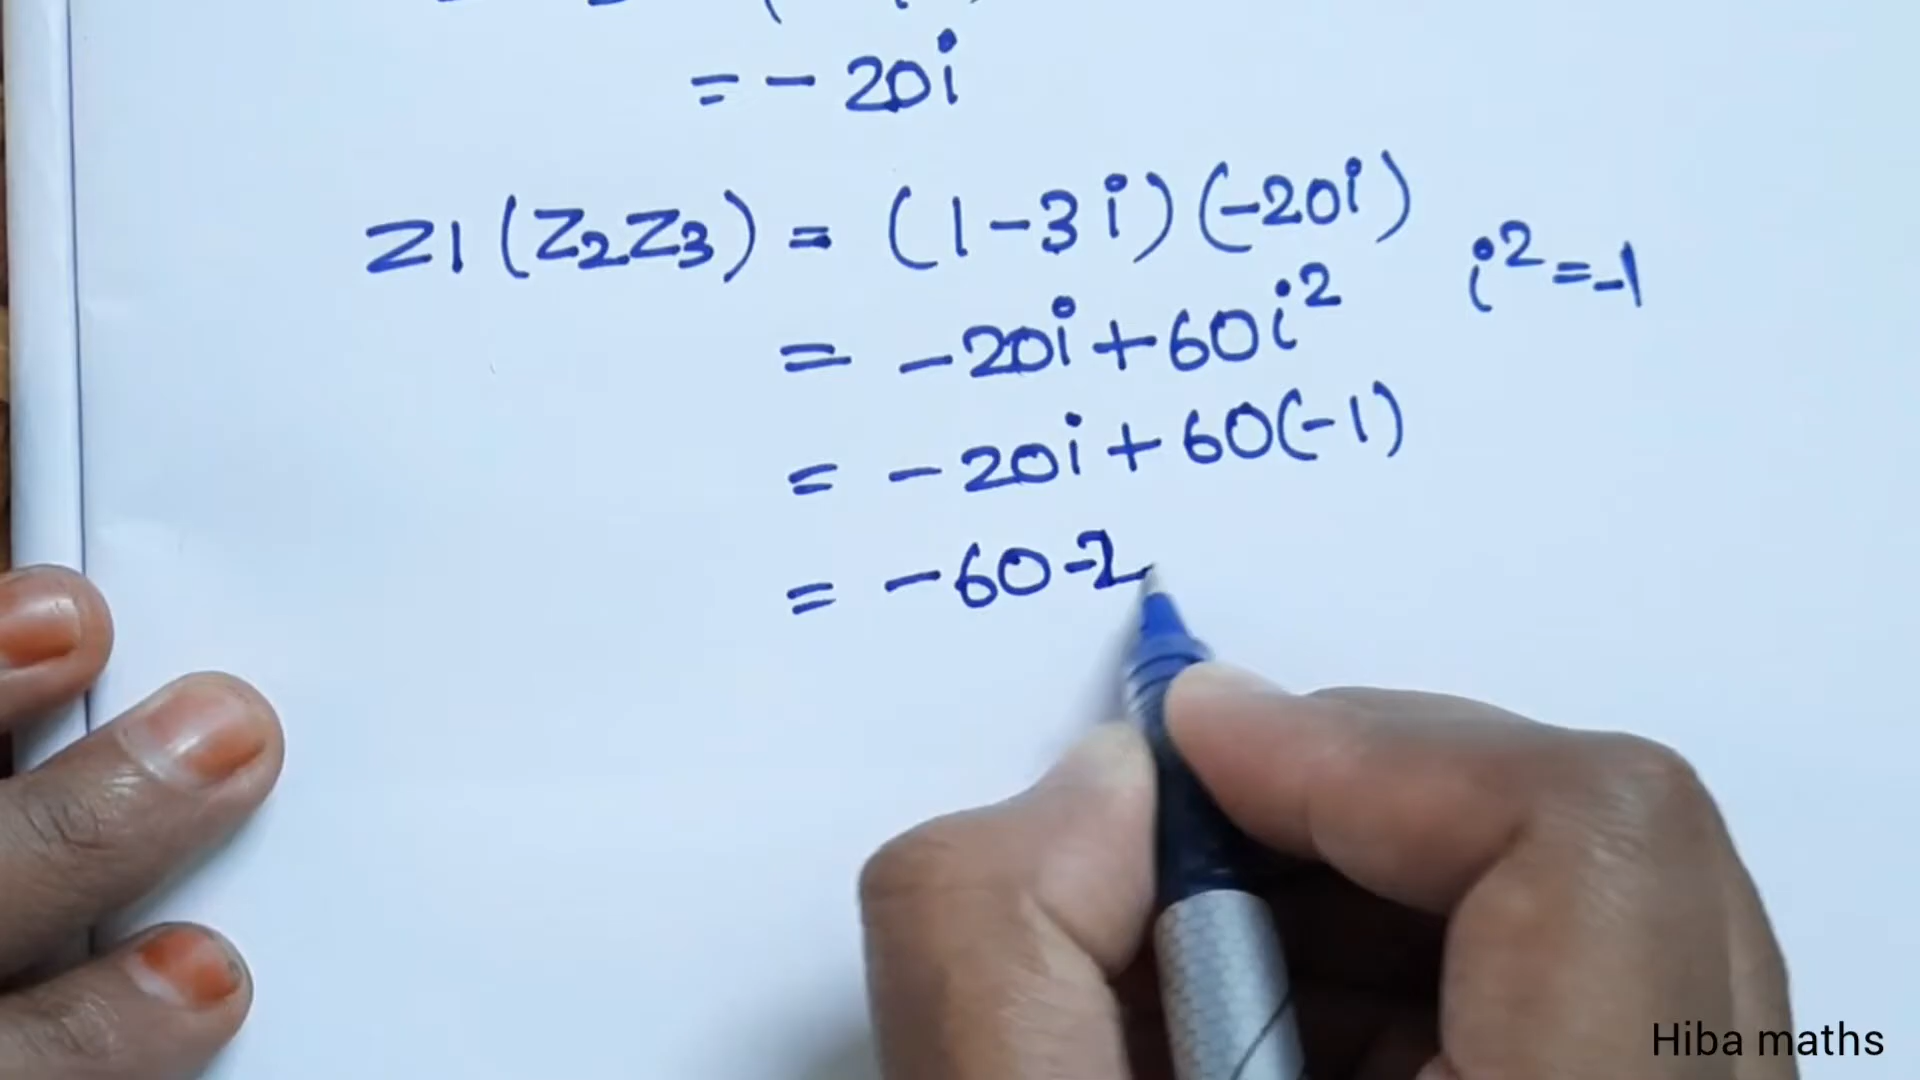 = - 20i
Z1 (Z2Z3) = (1-3i)(-20i)
i² = -1
= -20i + 60i²
= -20i + 60(-1)
= -60-2
Hiba maths